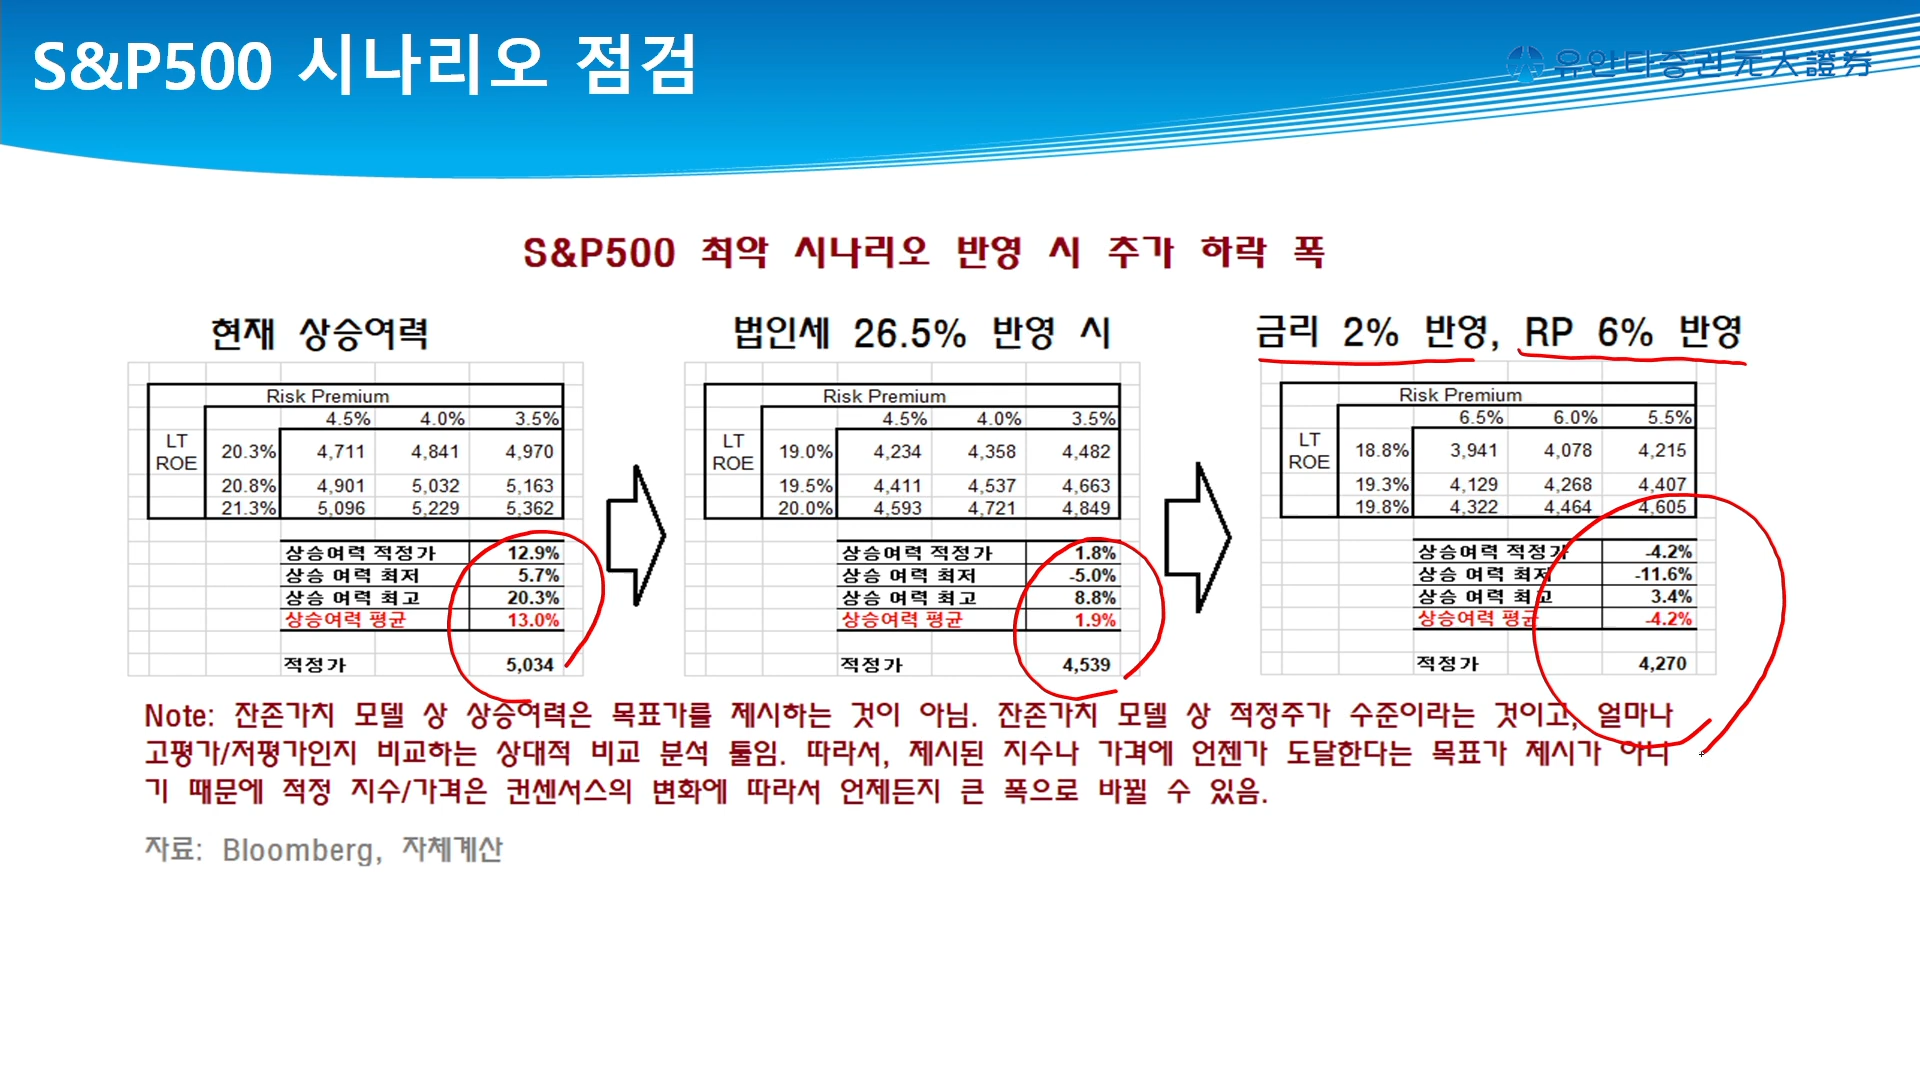 S&P500 시나리오 점검
유안타증권 元大證券
S&P500 최악 시나리오 반영 시 추가 하락 폭
현재 상승여력
Risk Premium
4.5% 4.0% 3.5%
LT ROE
20.3% 4,711 4,841 4,970
20.8% 4,901 5,032 5,163
21.3% 5,096 5,229 5,362
상승여력 적정가 12.9%
상승 여력 최저 5.7%
상승 여력 최고 20.3%
상승여력 평균 13.0%
적정가 5,034
법인세 26.5% 반영 시
Risk Premium
4.5% 4.0% 3.5%
LT ROE
19.0% 4,234 4,358 4,482
19.5% 4,411 4,537 4,663
20.0% 4,593 4,721 4,849
상승여력 적정가 1.8%
상승 여력 최저 -5.0%
상승 여력 최고 8.8%
상승여력 평균 1.9%
적정가 4,539
금리 2% 반영, RP 6% 반영
Risk Premium
6.5% 6.0% 5.5%
LT ROE
18.8% 3,941 4,078 4,215
19.3% 4,129 4,268 4,407
19.8% 4,322 4,464 4,605
상승여력 적정가 -4.2%
상승 여력 최저 -11.6%
상승 여력 최고 3.4%
상승여력 평균 -4.2%
적정가 4,270
Note: 잔존가치 모델 상 상승여력은 목표가를 제시하는 것이 아님. 잔존가치 모델 상 적정주가 수준이라는 것이고, 얼마나
고평가/저평가인지 비교하는 상대적 비교 분석 툴임. 따라서, 제시된 지수나 가격에 언젠가 도달한다는 목표가 제시가 아니
기 때문에 적정 지수/가격은 컨센서스의 변화에 따라서 언제든지 큰 폭으로 바뀔 수 있음.
자료: Bloomberg, 자체계산